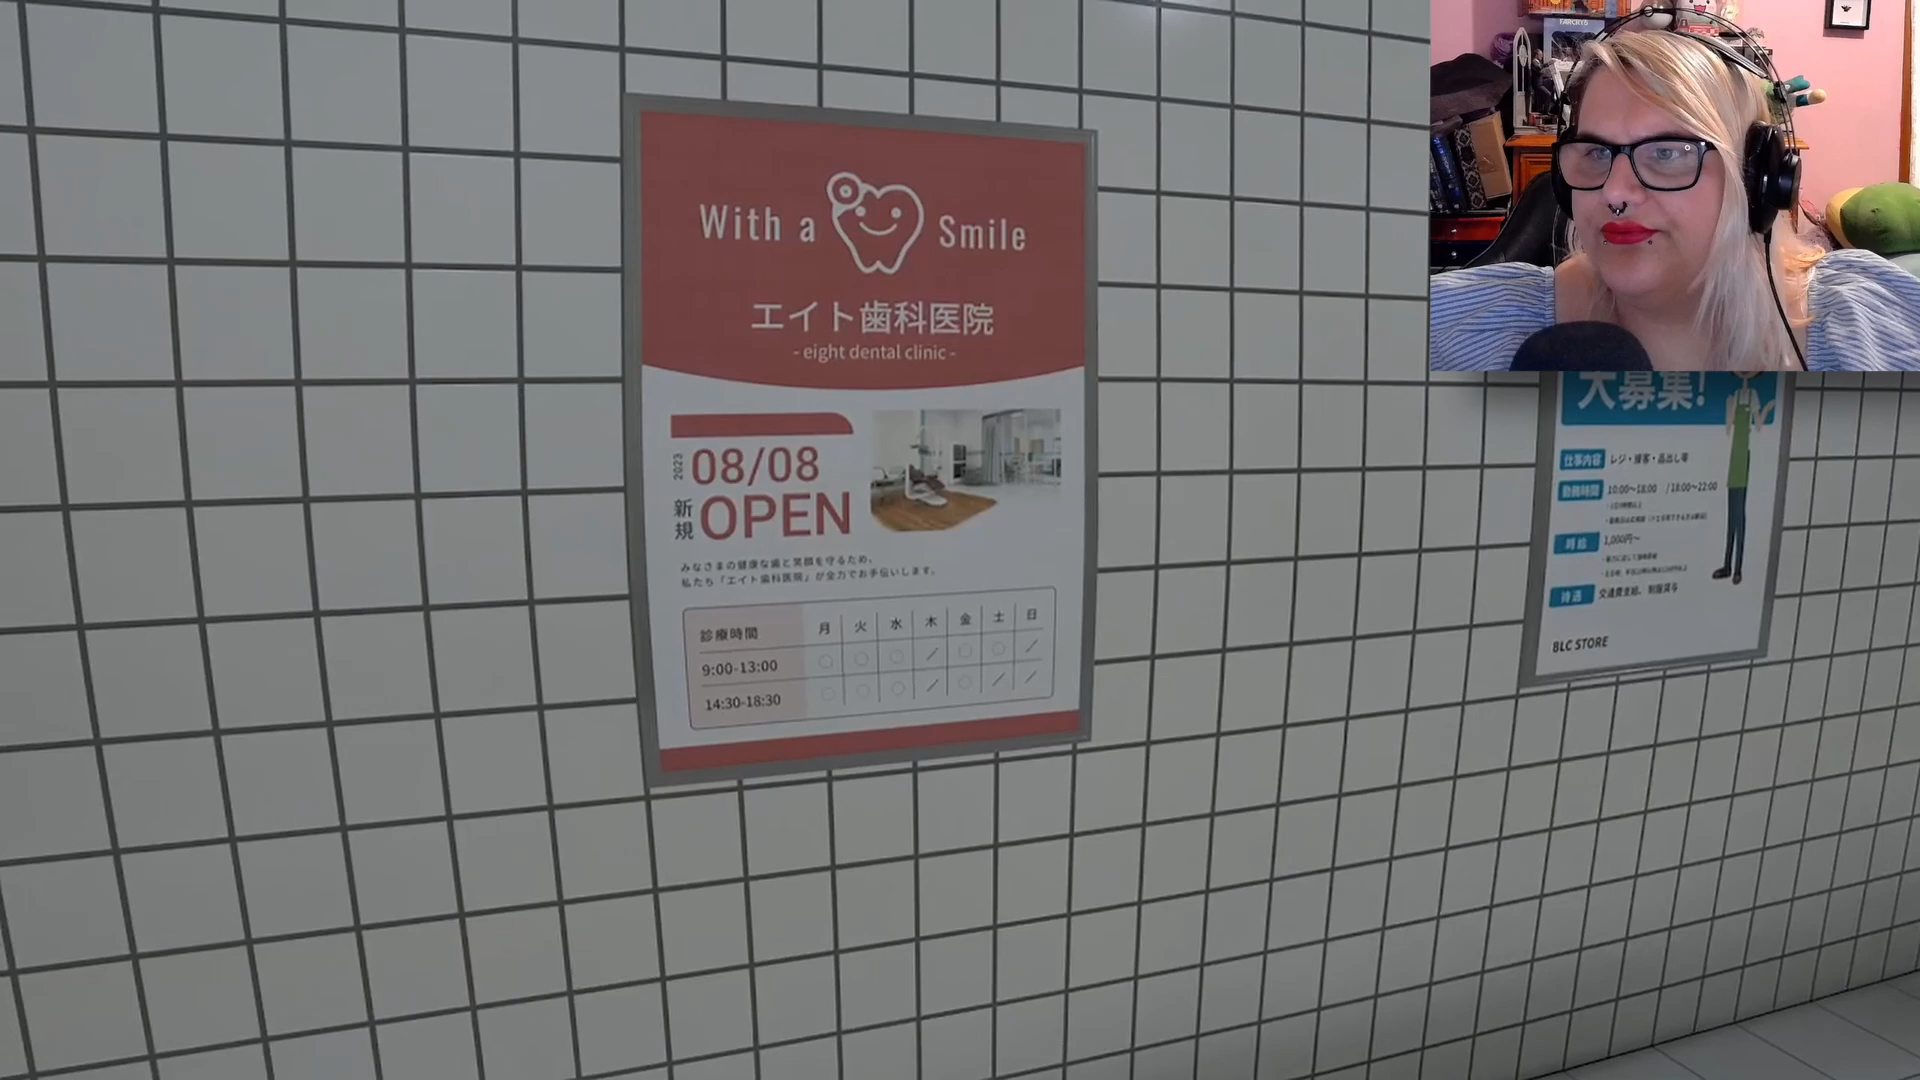 With a Smile
エイト歯科医院
- eight dental clinic -
2023
08/08
新規
OPEN
みなさまの健康な歯と笑顔を守るため、
私たち「エイト歯科医院」が全力でお手伝いします。
診療時間 月 火 水 木 金 土 日
9:00-13:00 ○ ○ ○ / ○ ○ /
14:30-18:30 ○ ○ ○ / ○ / /
大募集!
仕事内容 レジ・接客・品出し等
勤務時間 10:00～18:00 / 18:00～22:00
時給 1,000円～
待遇 交通費支給、制服貸与
BLC STORE
FARCRY5